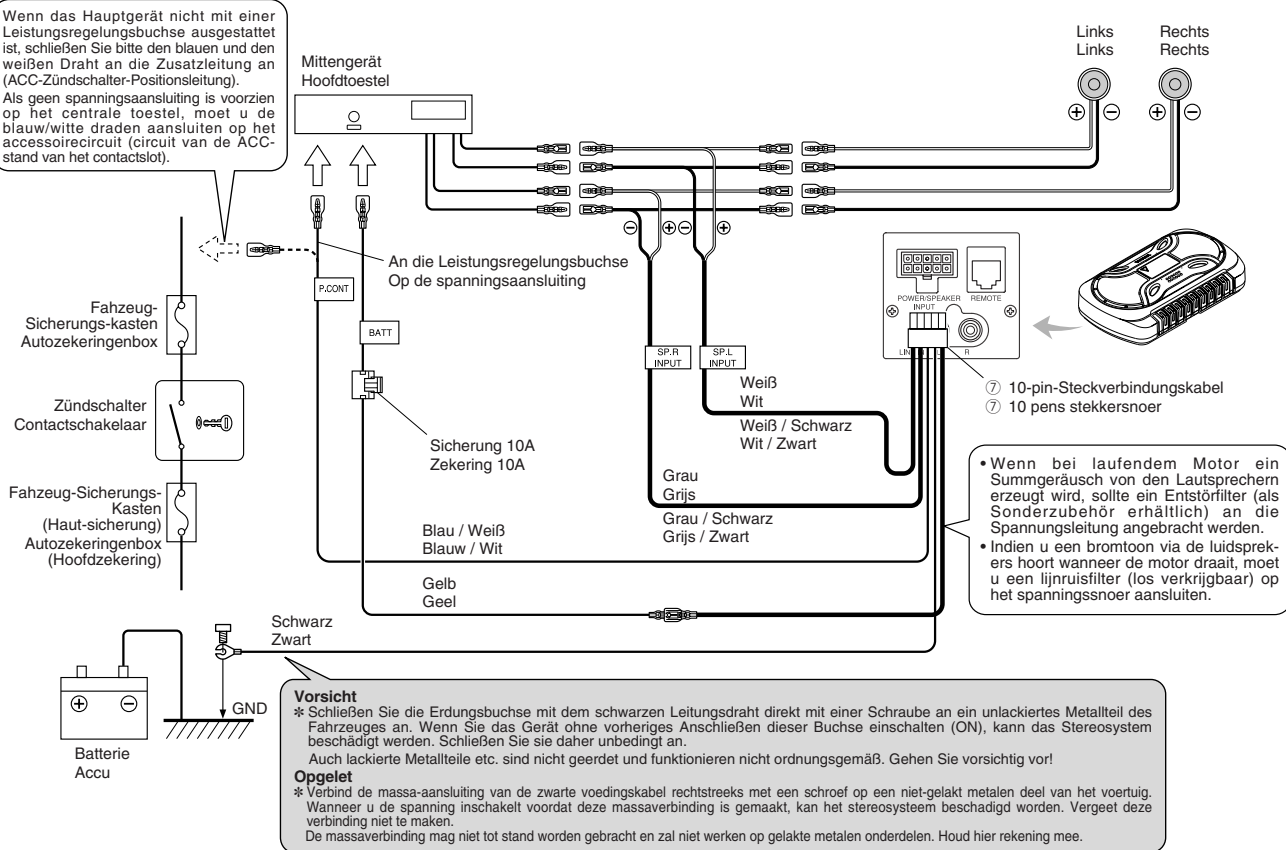 Wenn das Hauptgerät nicht mit einer
Leistungsregelungsbuchse ausgestattet
ist, schließen Sie bitte den blauen und den
weißen Draht an die Zusatzleitung an
(ACC-Zündschalter-Positionsleitung).
Als geen spanningsaansluiting is voorzien
op het centrale toestel, moet u de
blauw/witte draden aansluiten op het
accessoirecircuit (circuit van de ACC-
stand van het contactslot).
Mittengerät
Hoofdtoestel
Links
Links
Rechts
Rechts
⊕ ⊖ ⊕ ⊖
⊖ ⊕ ⊖ ⊕
An die Leistungsregelungsbuchse
Op de spanningsaansluiting
P.CONT
BATT
SP.R
INPUT
SP.L
INPUT
POWER/SPEAKER
INPUT
REMOTE
R
⑦ 10-pin-Steckverbindungskabel
⑦ 10 pens stekkersnoer
Fahrzeug-
Sicherungs-kasten
Autozekeringenbox
Zündschalter
Contactschakelaar
Fahrzeug-Sicherungs-
Kasten
(Haut-sicherung)
Autozekeringenbox
(Hoofdzekering)
Sicherung 10A
Zekering 10A
Weiß
Wit
Weiß / Schwarz
Wit / Zwart
Grau
Grijs
Grau / Schwarz
Grijs / Zwart
Blau / Weiß
Blauw / Wit
Gelb
Geel
Schwarz
Zwart
• Wenn bei laufendem Motor ein
Summgeräusch von den Lautsprechern
erzeugt wird, sollte ein Entstörfilter (als
Sonderzubehör erhältlich) an die
Spannungsleitung angebracht werden.
• Indien u een bromtoon via de luidsprek-
ers hoort wanneer de motor draait, moet
u een lijnruisfilter (los verkrijgbaar) op
het spanningssnoer aansluiten.
⊕ ⊖
GND
Batterie
Accu
Vorsicht
✻ Schließen Sie die Erdungsbuchse mit dem schwarzen Leitungsdraht direkt mit einer Schraube an ein unlackiertes Metallteil des
Fahrzeuges an. Wenn Sie das Gerät ohne vorheriges Anschließen dieser Buchse einschalten (ON), kann das Stereosystem
beschädigt werden. Schließen Sie sie daher unbedingt an.
Auch lackierte Metallteile etc. sind nicht geerdet und funktionieren nicht ordnungsgemäß. Gehen Sie vorsichtig vor!
Opgelet
✻ Verbind de massa-aansluiting van de zwarte voedingskabel rechtstreeks met een schroef op een niet-gelakt metalen deel van het voertuig.
Wanneer u de spanning inschakelt voordat deze massaverbinding is gemaakt, kan het stereosysteem beschadigd worden. Vergeet deze
verbinding niet te maken.
De massaverbinding mag niet tot stand worden gebracht en zal niet werken op gelakte metalen onderdelen. Houd hier rekening mee.